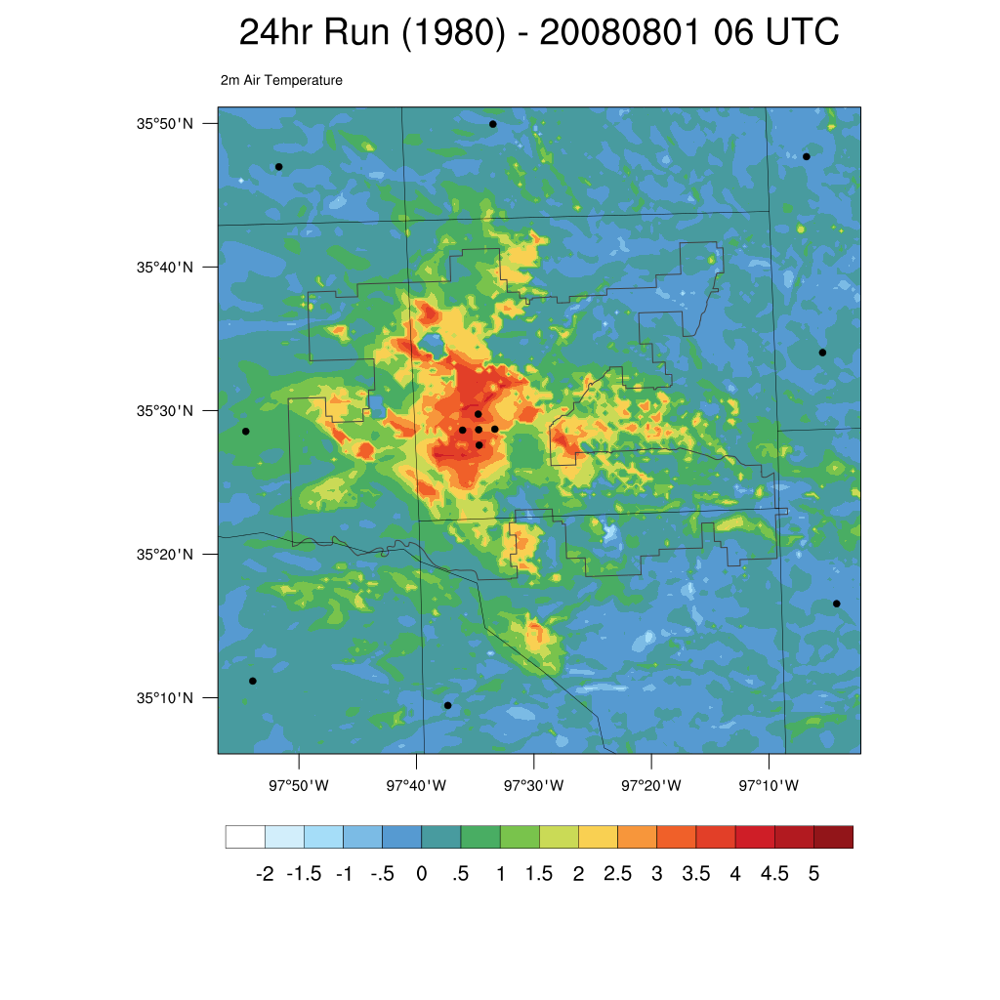 24hr Run (1980) - 20080801 06 UTC
2m Air Temperature
35°50'N
35°40'N
35°30'N
35°20'N
35°10'N
97°50'W 97°40'W 97°30'W 97°20'W 97°10'W
-2 -1.5 -1 -.5 0 .5 1 1.5 2 2.5 3 3.5 4 4.5 5